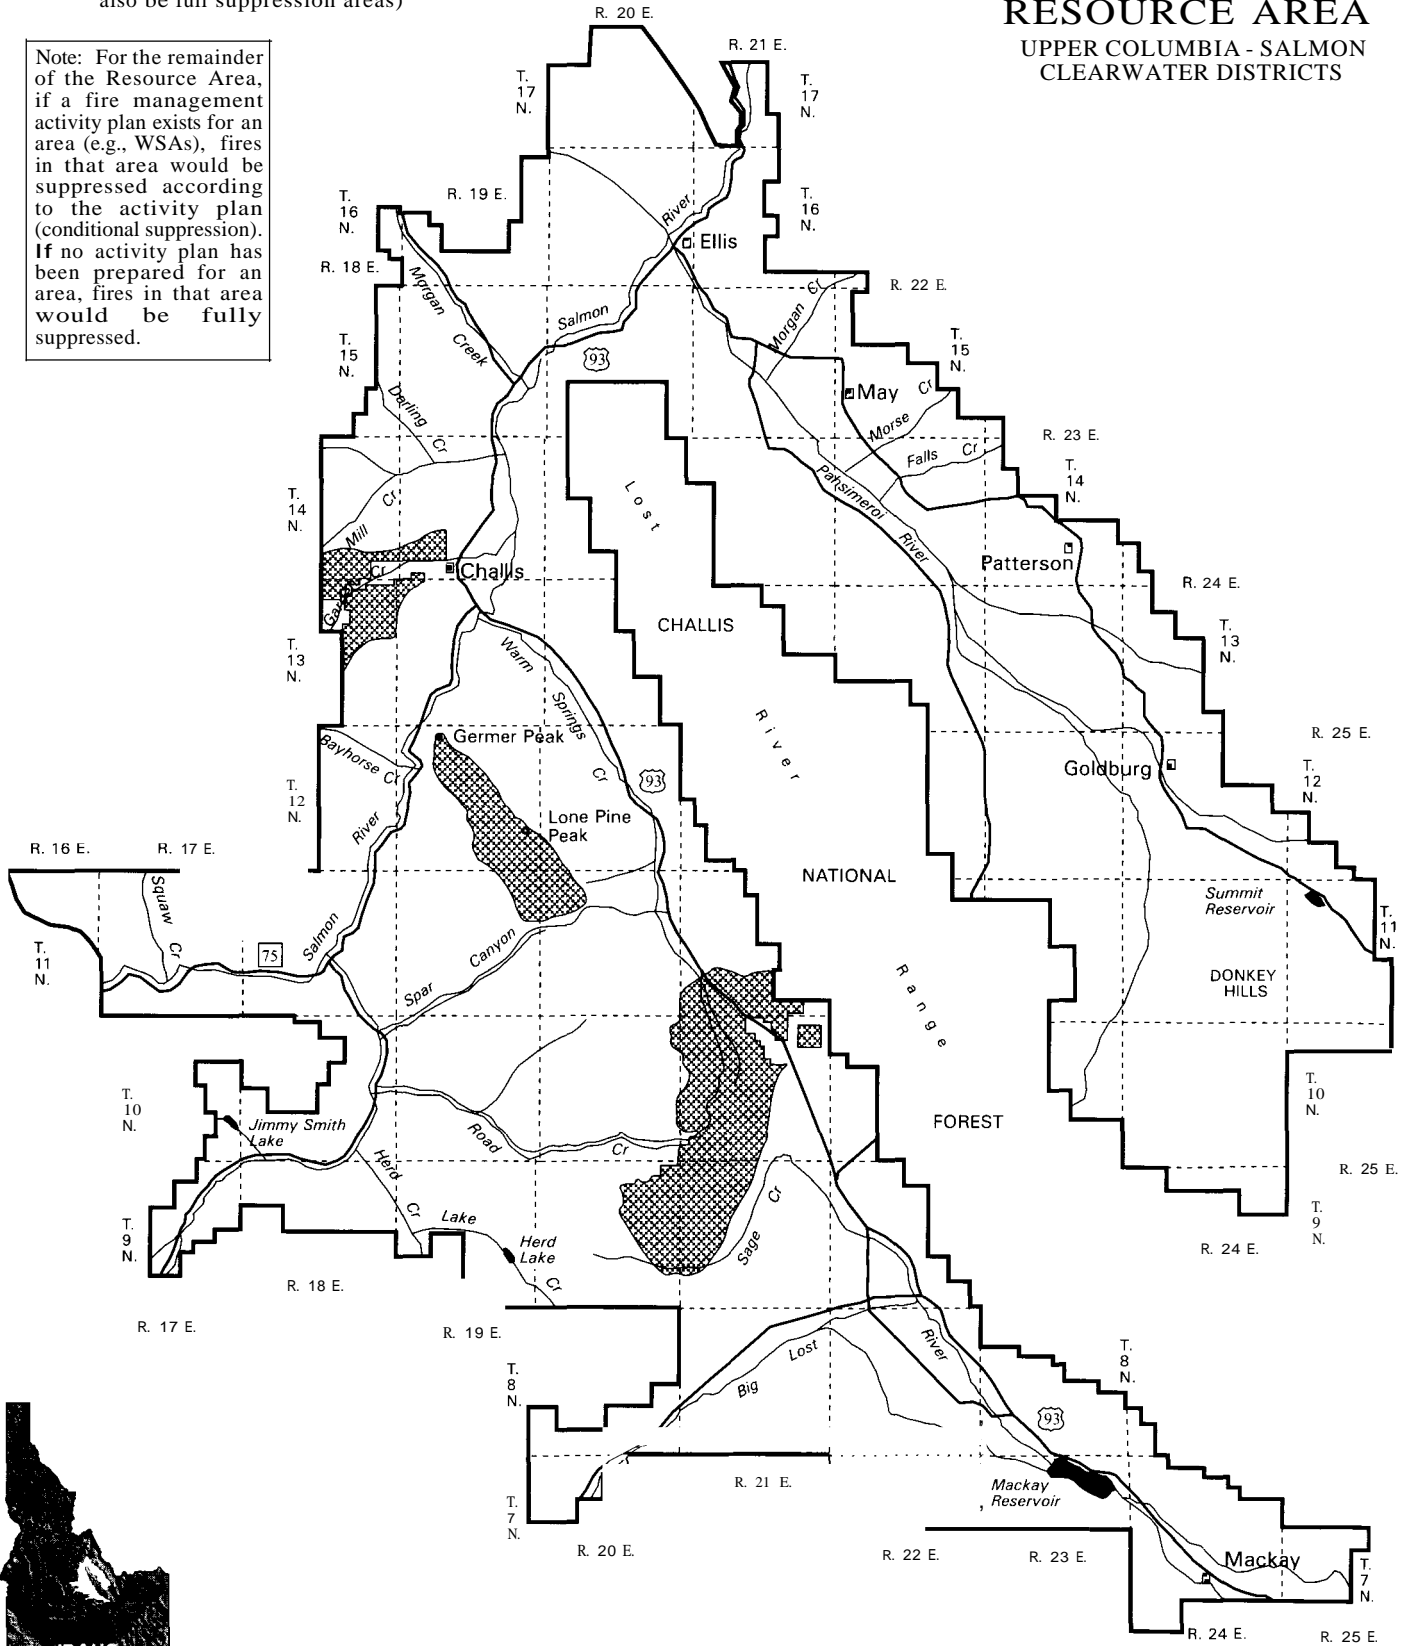 also be full suppression areas)
RESOURCE AREA
UPPER COLUMBIA - SALMON
CLEARWATER DISTRICTS
Note: For the remainder
of the Resource Area,
if a fire management
activity plan exists for an
area (e.g., WSAs), fires
in that area would be
suppressed according
to the activity plan
(conditional suppression).
If no activity plan has
been prepared for an
area, fires in that area
would be fully
suppressed.
R. 20 E.
R. 21 E.
T.
17
N.
T.
17
N.
T.
16
N.
R. 19 E.
T.
16
N.
River
Ellis
R. 18 E.
Morgan
Creek
Salmon
93
Morgan Cr
R. 22 E.
T.
15
N.
T.
15
N.
Darling
Cr
May
Morse Cr
Falls Cr
R. 23 E.
T.
14
N.
T.
14
N.
Lost
Pahsimeroi
River
Mill Cr
Challis
Cr
Patterson
R. 24 E.
T.
13
N.
T.
13
N.
CHALLIS
Warm
Springs
Cr
River
NATIONAL
Germer Peak
Bayhorse Cr
93
R. 25 E.
Goldburg
T.
12
N.
T.
12
N.
Lone Pine
Peak
River
R. 16 E.
R. 17 E.
NATIONAL
Squaw
Cr
Summit
Reservoir
T.
11
N.
T.
11
N.
75
Salmon
Spar
Canyon
Range
DONKEY
HILLS
T.
10
N.
T.
10
N.
Jimmy Smith
Lake
Road
Cr
FOREST
Herd
Cr
R. 25 E.
T.
9
N.
T.
9
N.
Lake
Herd
Lake
Cr
Sage
Cr
R. 24 E.
R. 18 E.
R. 17 E.
R. 19 E.
T.
8
N.
T.
8
N.
Big
Lost
River
93
R. 21 E.
Mackay
Reservoir
T.
7
N.
R. 20 E.
R. 22 E.
R. 23 E.
Mackay
T.
7
N.
R. 24 E.
R. 25 E.